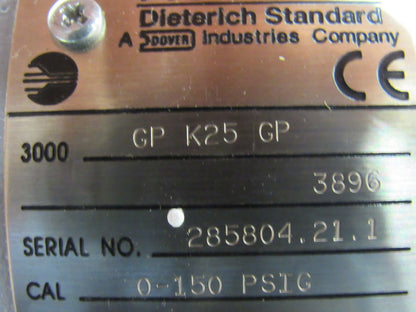 Dieterich Standard
A DOVER Industries Company
CE
3000 GP K25 GP
3896
SERIAL NO. 285804.21.1
CAL 0-150 PSIG